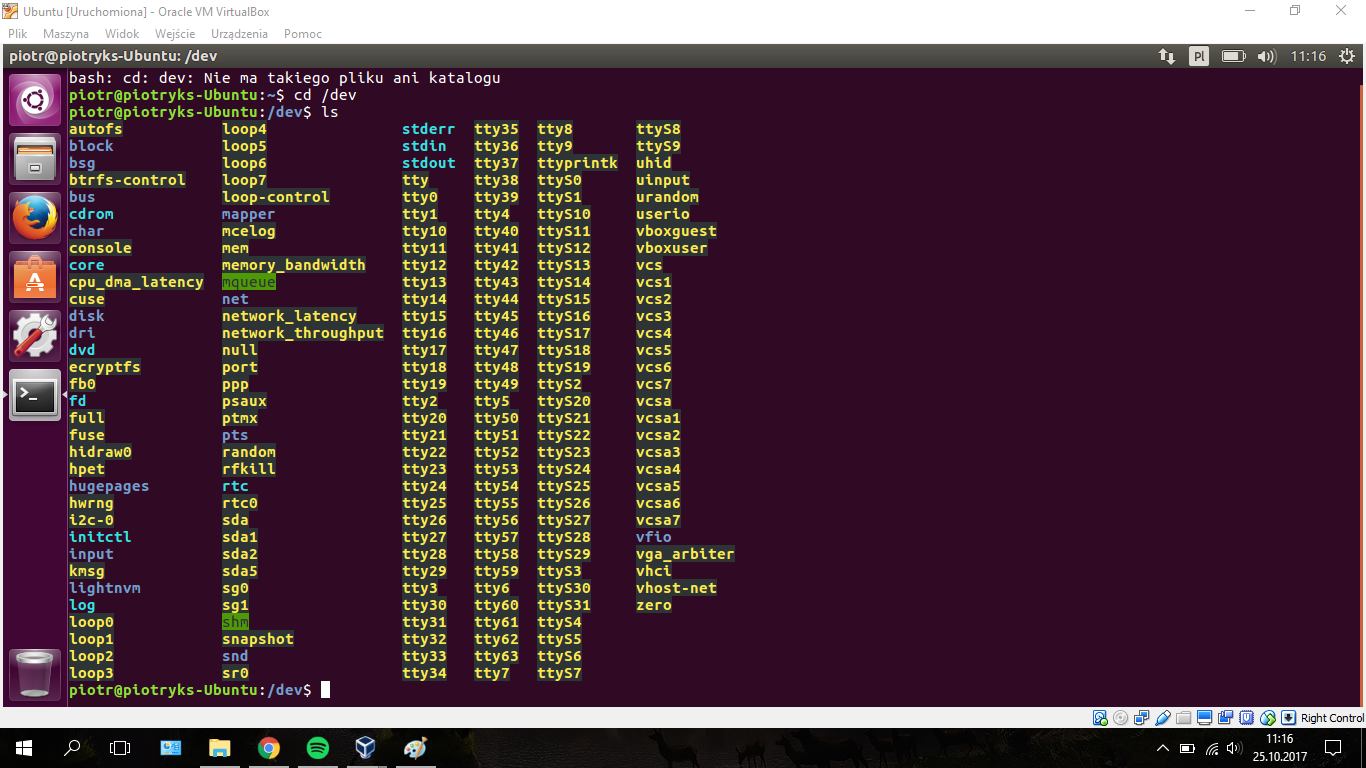 Ubuntu [Uruchomiona] - Oracle VM VirtualBox
Plik Maszyna Widok Wejście Urządzenia Pomoc
piotr@piotryks-Ubuntu: /dev Pl 11:16
bash: cd: dev: Nie ma takiego pliku ani katalogu
piotr@piotryks-Ubuntu:~$ cd /dev
piotr@piotryks-Ubuntu:/dev$ ls
autofs loop4 stderr tty35 tty8 ttyS8
block loop5 stdin tty36 tty9 ttyS9
bsg loop6 stdout tty37 ttyprintk uhid
btrfs-control loop7 tty tty38 ttyS0 uinput
bus loop-control tty0 tty39 ttyS1 urandom
cdrom mapper tty1 tty4 ttyS10 userio
char mcelog tty10 tty40 ttyS11 vboxguest
console mem tty11 tty41 ttyS12 vboxuser
core memory_bandwidth tty12 tty42 ttyS13 vcs
cpu_dma_latency mqueue tty13 tty43 ttyS14 vcs1
cuse net tty14 tty44 ttyS15 vcs2
disk network_latency tty15 tty45 ttyS16 vcs3
dri network_throughput tty16 tty46 ttyS17 vcs4
dvd null tty17 tty47 ttyS18 vcs5
ecryptfs port tty18 tty48 ttyS19 vcs6
fb0 ppp tty19 tty49 ttyS2 vcs7
fd psaux tty2 tty5 ttyS20 vcsa
full ptmx tty20 tty50 ttyS21 vcsa1
fuse pts tty21 tty51 ttyS22 vcsa2
hidraw0 random tty22 tty52 ttyS23 vcsa3
hpet rfkill tty23 tty53 ttyS24 vcsa4
hugepages rtc tty24 tty54 ttyS25 vcsa5
hwrng rtc0 tty25 tty55 ttyS26 vcsa6
i2c-0 sda tty26 tty56 ttyS27 vcsa7
initctl sda1 tty27 tty57 ttyS28 vfio
input sda2 tty28 tty58 ttyS29 vga_arbiter
kmsg sda5 tty29 tty59 ttyS3 vhci
lightnvm sg0 tty3 tty6 ttyS30 vhost-net
log sg1 tty30 tty60 ttyS31 zero
loop0 shm tty31 tty61 ttyS4
loop1 snapshot tty32 tty62 ttyS5
loop2 snd tty33 tty63 ttyS6
loop3 sr0 tty34 tty7 ttyS7
piotr@piotryks-Ubuntu:/dev$
Right Control
11:16
25.10.2017